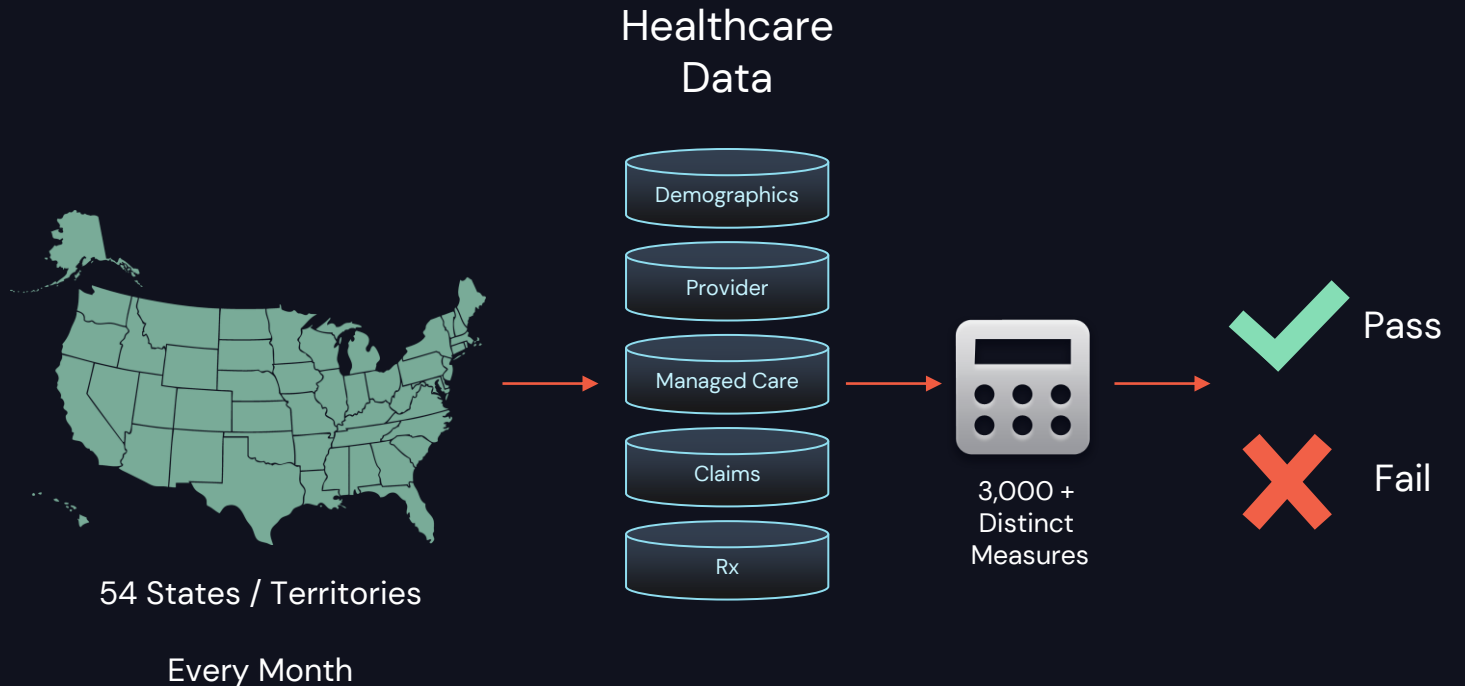 Healthcare
Data
Demographics
Provider
Managed Care
Claims
Rx
54 States / Territories
Every Month
3,000 +
Distinct
Measures
Pass
Fail